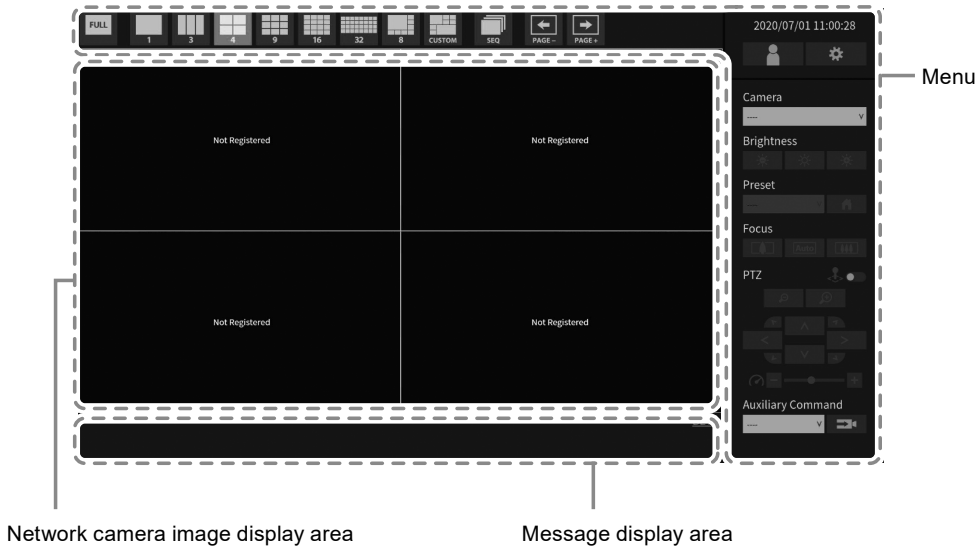 FULL
1
3
4
9
16
32
8
CUSTOM
SEQ
PAGE-
PAGE+
2020/07/01 11:00:28
Menu
Camera
----
Brightness
Preset
---
Focus
Auto
PTZ
Auxiliary Command
----
Not Registered
Not Registered
Not Registered
Not Registered
Network camera image display area
Message display area